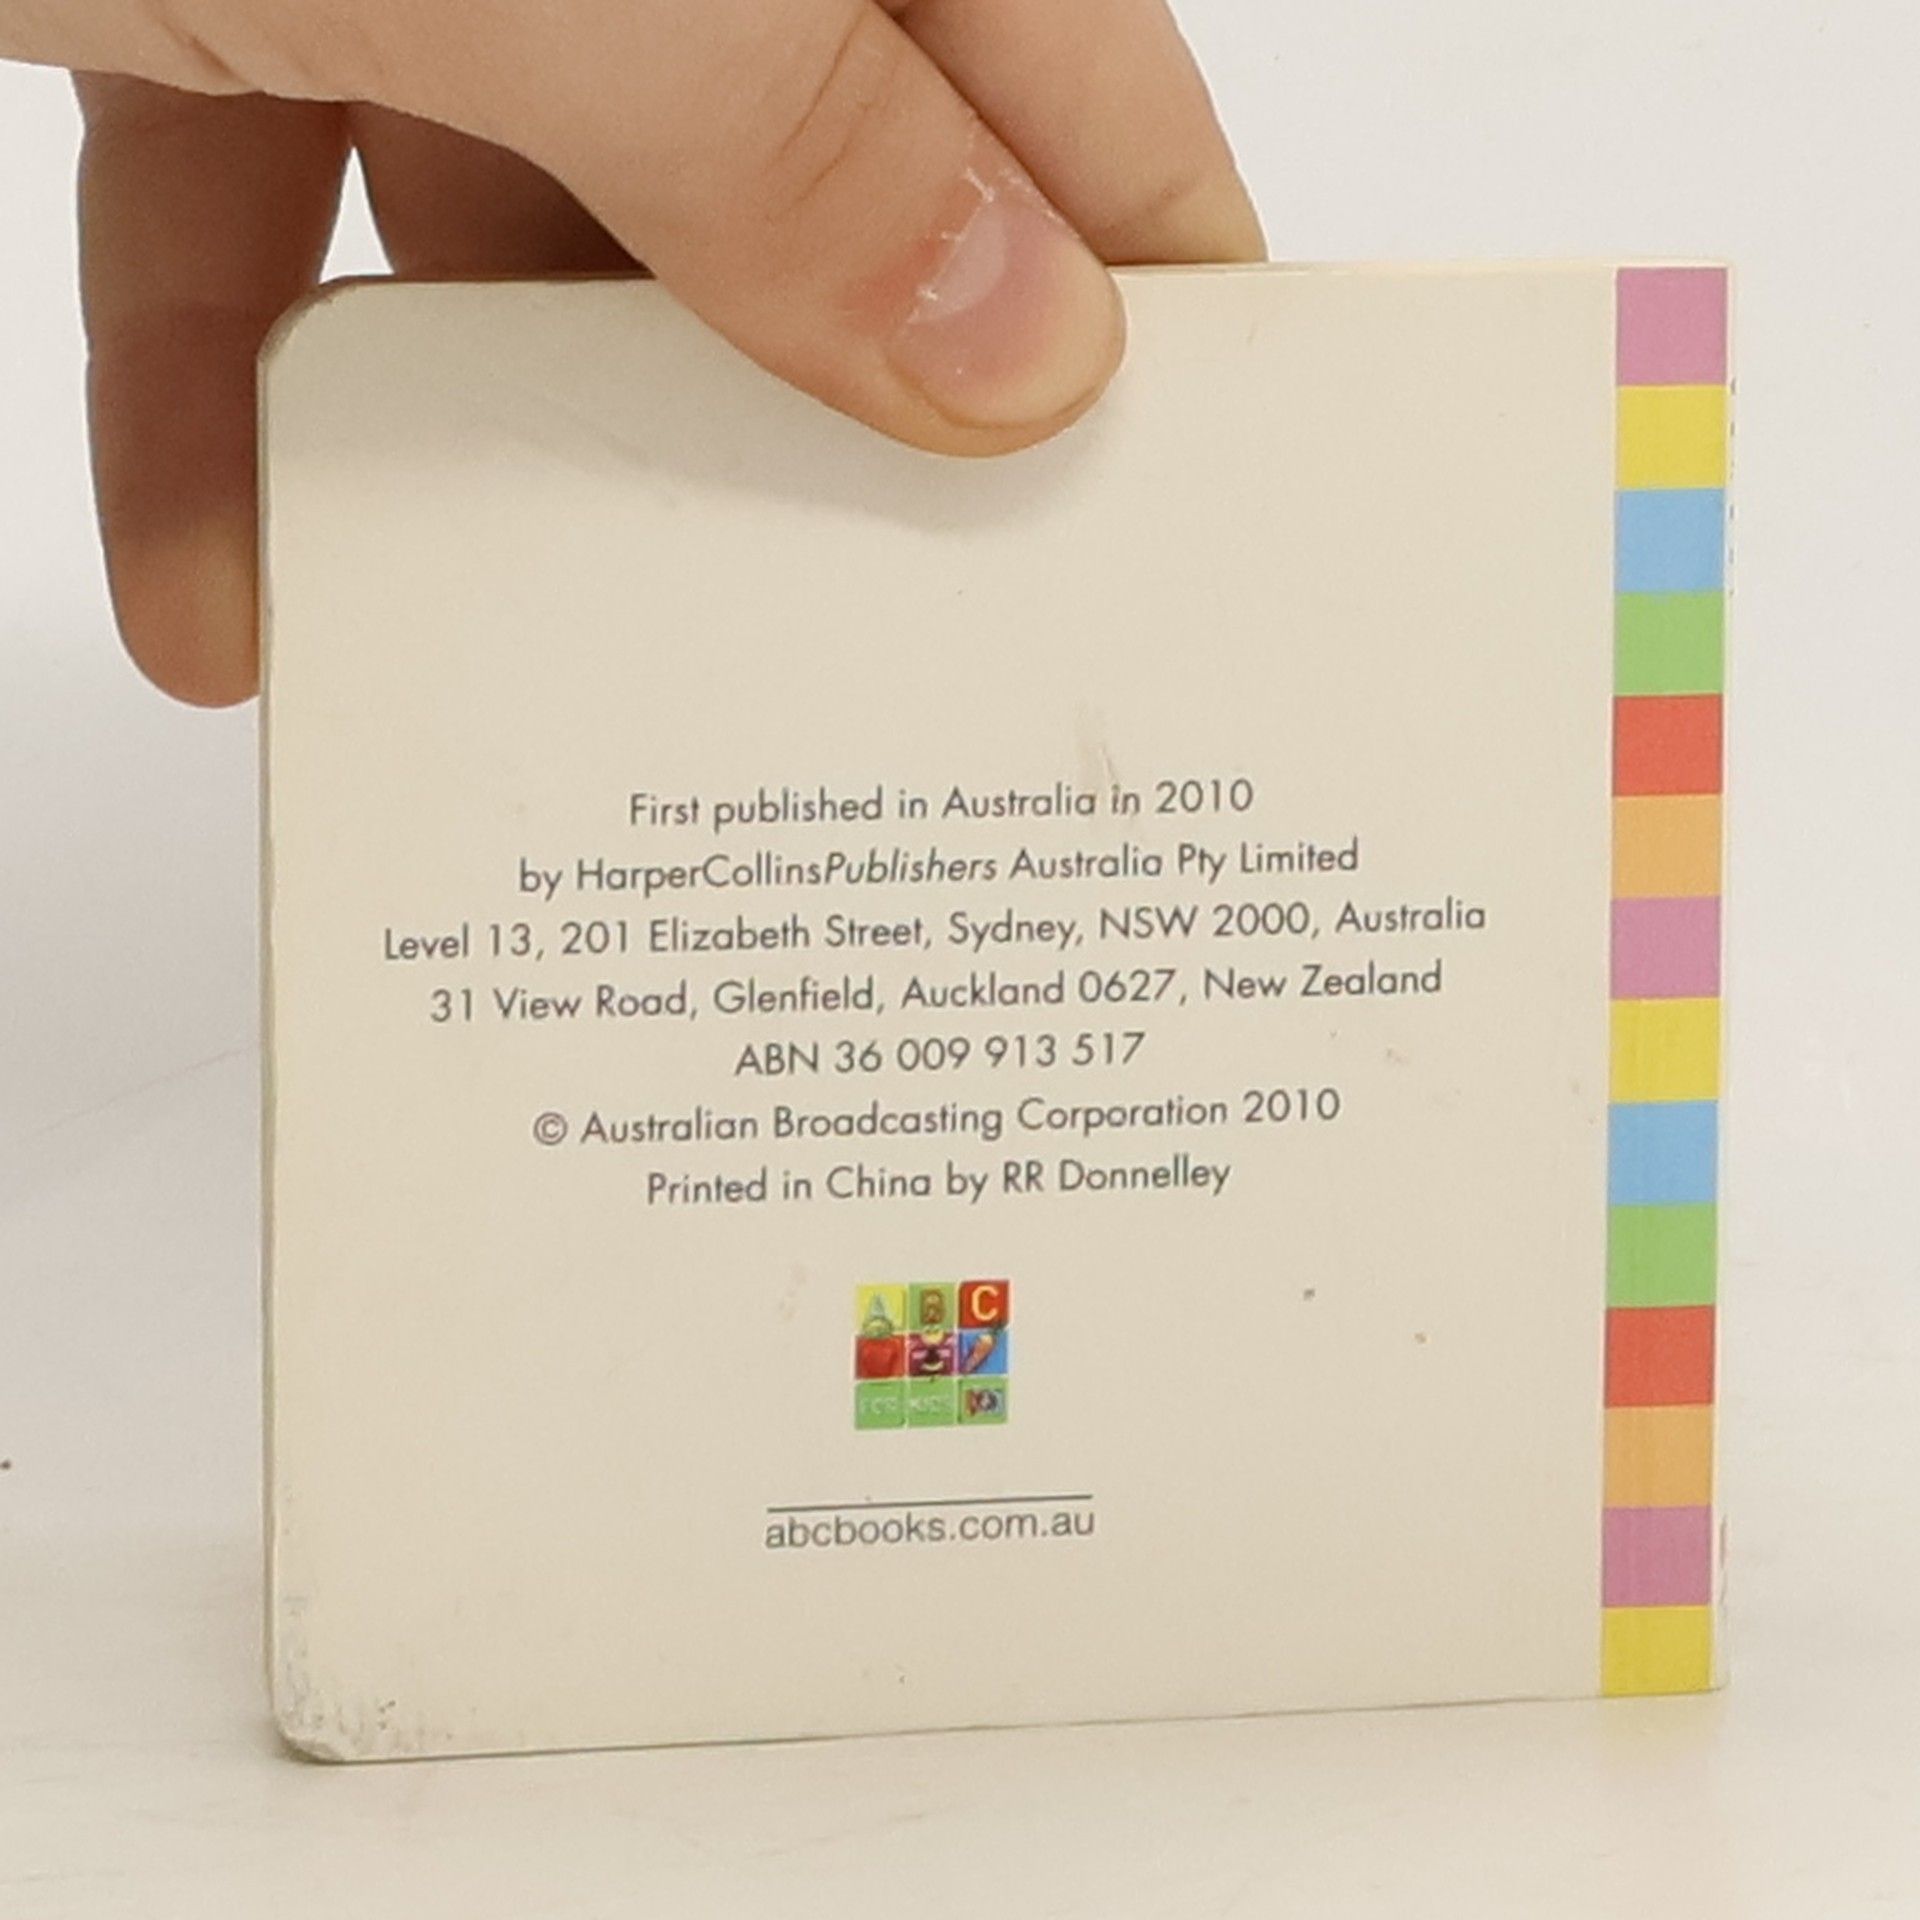 First published in Australia in 2010
by HarperCollinsPublishers Australia Pty Limited
Level 13, 201 Elizabeth Street, Sydney, NSW 2000, Australia
31 View Road, Glenfield, Auckland 0627, New Zealand
ABN 36 009 913 517
© Australian Broadcasting Corporation 2010
Printed in China by RR Donnelley
A B C
FOR KIDS
abcbooks.com.au